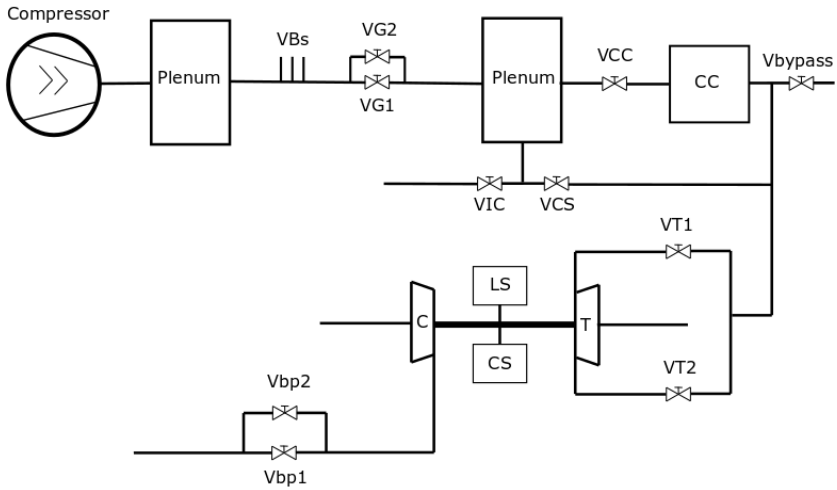 Compressor
VBs
VG2
VCC
Vbypass
Plenum
Plenum
CC
VG1
VIC
VCS
VT1
LS
C
T
CS
VT2
Vbp2
Vbp1